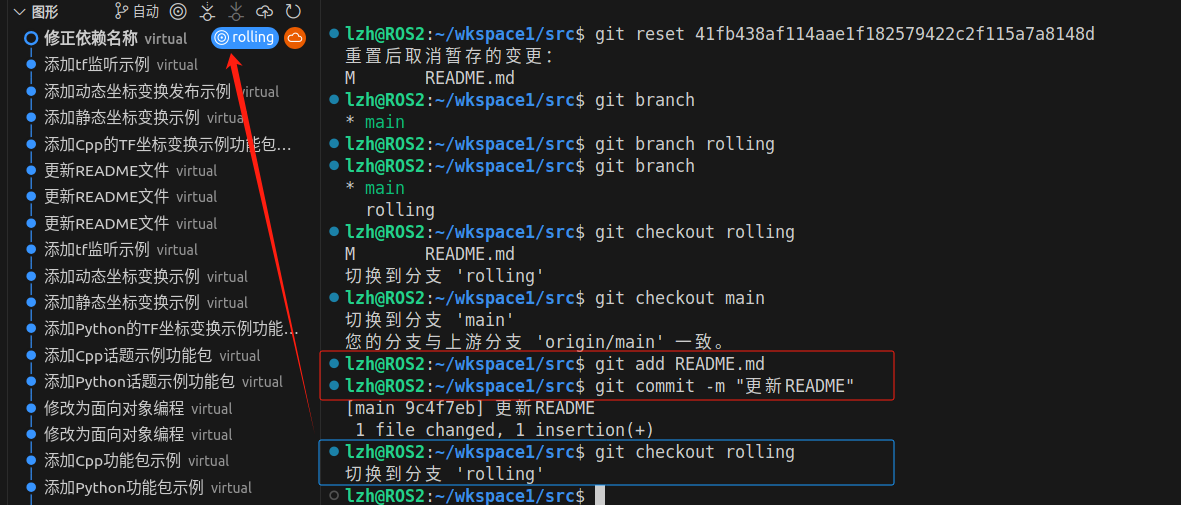 图形 自动
修正依赖名称 virtual rolling
添加tf监听示例 virtual
添加动态坐标变换发布示例 virtual
添加静态坐标变换示例 virtual
添加Cpp的TF坐标变换示例功能包...
更新README文件 virtual
更新README文件 virtual
更新README文件 virtual
添加tf监听示例 virtual
添加动态坐标变换示例 virtual
添加静态坐标变换示例 virtual
添加Python的TF坐标变换示例功能...
添加Cpp话题示例功能包 virtual
添加Python话题示例功能包 virtual
修改为面向对象编程 virtual
修改为面向对象编程 virtual
添加Cpp功能包示例 virtual
添加Python功能包示例 virtual
lzh@ROS2:~/wkspace1/src$ git reset 41fb438af114aae1f182579422c2f115a7a8148d
重置后取消暂存的变更：
M README.md
lzh@ROS2:~/wkspace1/src$ git branch
* main
lzh@ROS2:~/wkspace1/src$ git branch rolling
lzh@ROS2:~/wkspace1/src$ git branch
* main
rolling
lzh@ROS2:~/wkspace1/src$ git checkout rolling
M README.md
切换到分支 'rolling'
lzh@ROS2:~/wkspace1/src$ git checkout main
切换到分支 'main'
您的分支与上游分支 'origin/main' 一致。
lzh@ROS2:~/wkspace1/src$ git add README.md
lzh@ROS2:~/wkspace1/src$ git commit -m "更新README"
[main 9c4f7eb] 更新README
1 file changed, 1 insertion(+)
lzh@ROS2:~/wkspace1/src$ git checkout rolling
切换到分支 'rolling'
lzh@ROS2:~/wkspace1/src$